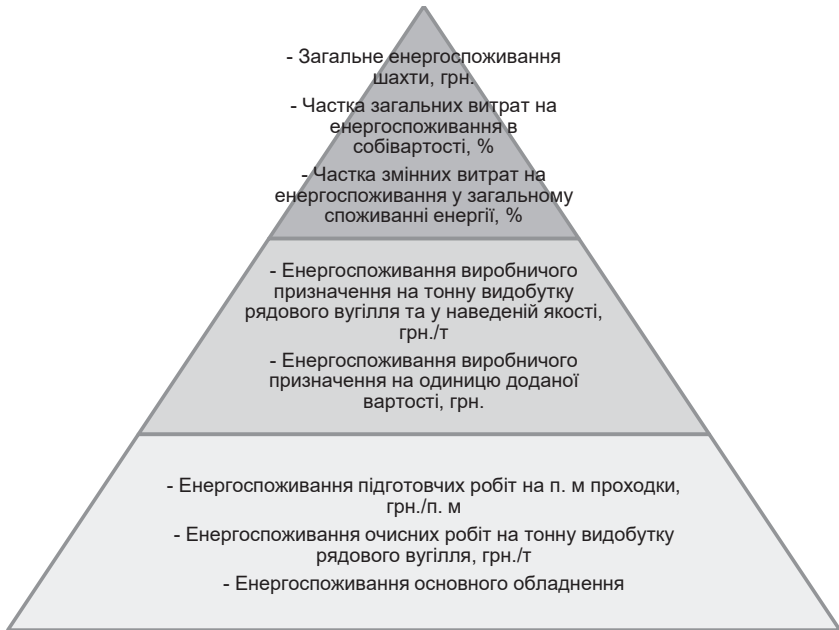 - Загальне енергоспоживання
шахти, грн.
- Частка загальних витрат на
енергоспоживання в
собівартості, %
- Частка змінних витрат на
енергоспоживання у загальному
споживанні енергії, %
- Енергоспоживання виробничого
призначення на тонну видобутку
рядового вугілля та у наведеній якості,
грн./т
- Енергоспоживання виробничого
призначення на одиницю доданої
вартості, грн.
- Енергоспоживання підготовчих робіт на п. м проходки,
грн./п. м
- Енергоспоживання очисних робіт на тонну видобутку
рядового вугілля, грн./т
- Енергоспоживання основного обладнення